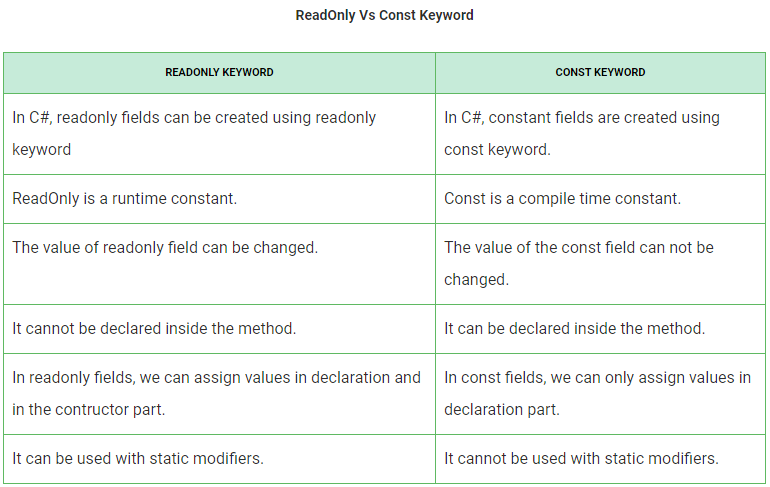 ReadOnly Vs Const Keyword
READONLY KEYWORD
CONST KEYWORD
In C#, readonly fields can be created using readonly
keyword
In C#, constant fields are created using
const keyword.
ReadOnly is a runtime constant.
Const is a compile time constant.
The value of readonly field can be changed.
The value of the const field can not be
changed.
It cannot be declared inside the method.
It can be declared inside the method.
In readonly fields, we can assign values in declaration and
in the contructor part.
In const fields, we can only assign values in
declaration part.
It can be used with static modifiers.
It cannot be used with static modifiers.